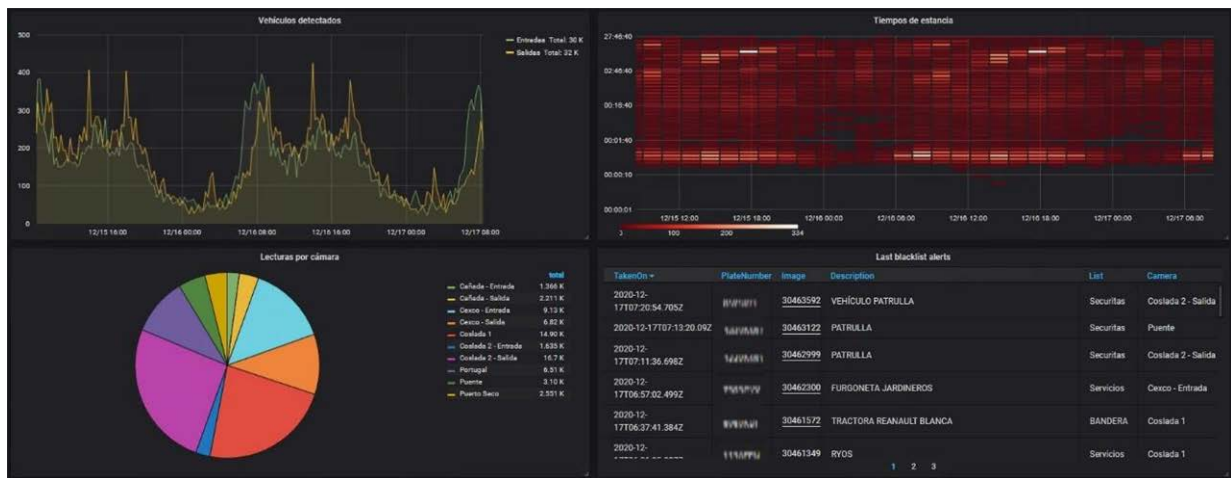 Vehículos detectados
500
400
300
200
100
0
12/15 16:00 12/16 00:00 12/16 08:00 12/16 16:00 12/17 00:00 12/17 08:00
Entradas Total: 30 K
Salidas Total: 32 K
Tiempos de estancia
27:46:40
02:46:40
00:16:40
00:01:40
00:00:10
00:00:01
12/15 12:00 12/15 18:00 12/16 00:00 12/16 06:00 12/16 12:00 12/16 18:00 12/17 00:00 12/17 06:00
100 200 334
Lecturas por cámara
total
Cañada - Entrada 1.366 K
Cañada - Salida 2.211 K
Cexco - Entrada 9.13 K
Cexco - Salida 6.82 K
Coslada 1 14.90 K
Coslada 2 - Entrada 1.635 K
Coslada 2 - Salida 16.7 K
Portugal 6.51 K
Puente 3.10 K
Puerto Seco 2.551 K
Last blacklist alerts
TakenOn PlateNumber Image Description List Camera
2020-12-
17T07:20:54.705Z 30463592 VEHÍCULO PATRULLA Securitas Coslada 2 - Salida
2020-12-17T07:13:20.09Z 30463122 PATRULLA Securitas Puente
2020-12-
17T07:11:36.698Z 30462999 PATRULLA Securitas Coslada 2 - Salida
2020-12-
17T06:57:02.499Z 30462300 FURGONETA JARDINEROS Servicios Cexco - Entrada
2020-12-
17T06:37:41.384Z 30461572 TRACTORA REANAULT BLANCA BANDERA Coslada 1
2020-12-
30461349 RYOS Servicios Coslada 1
1 2 3